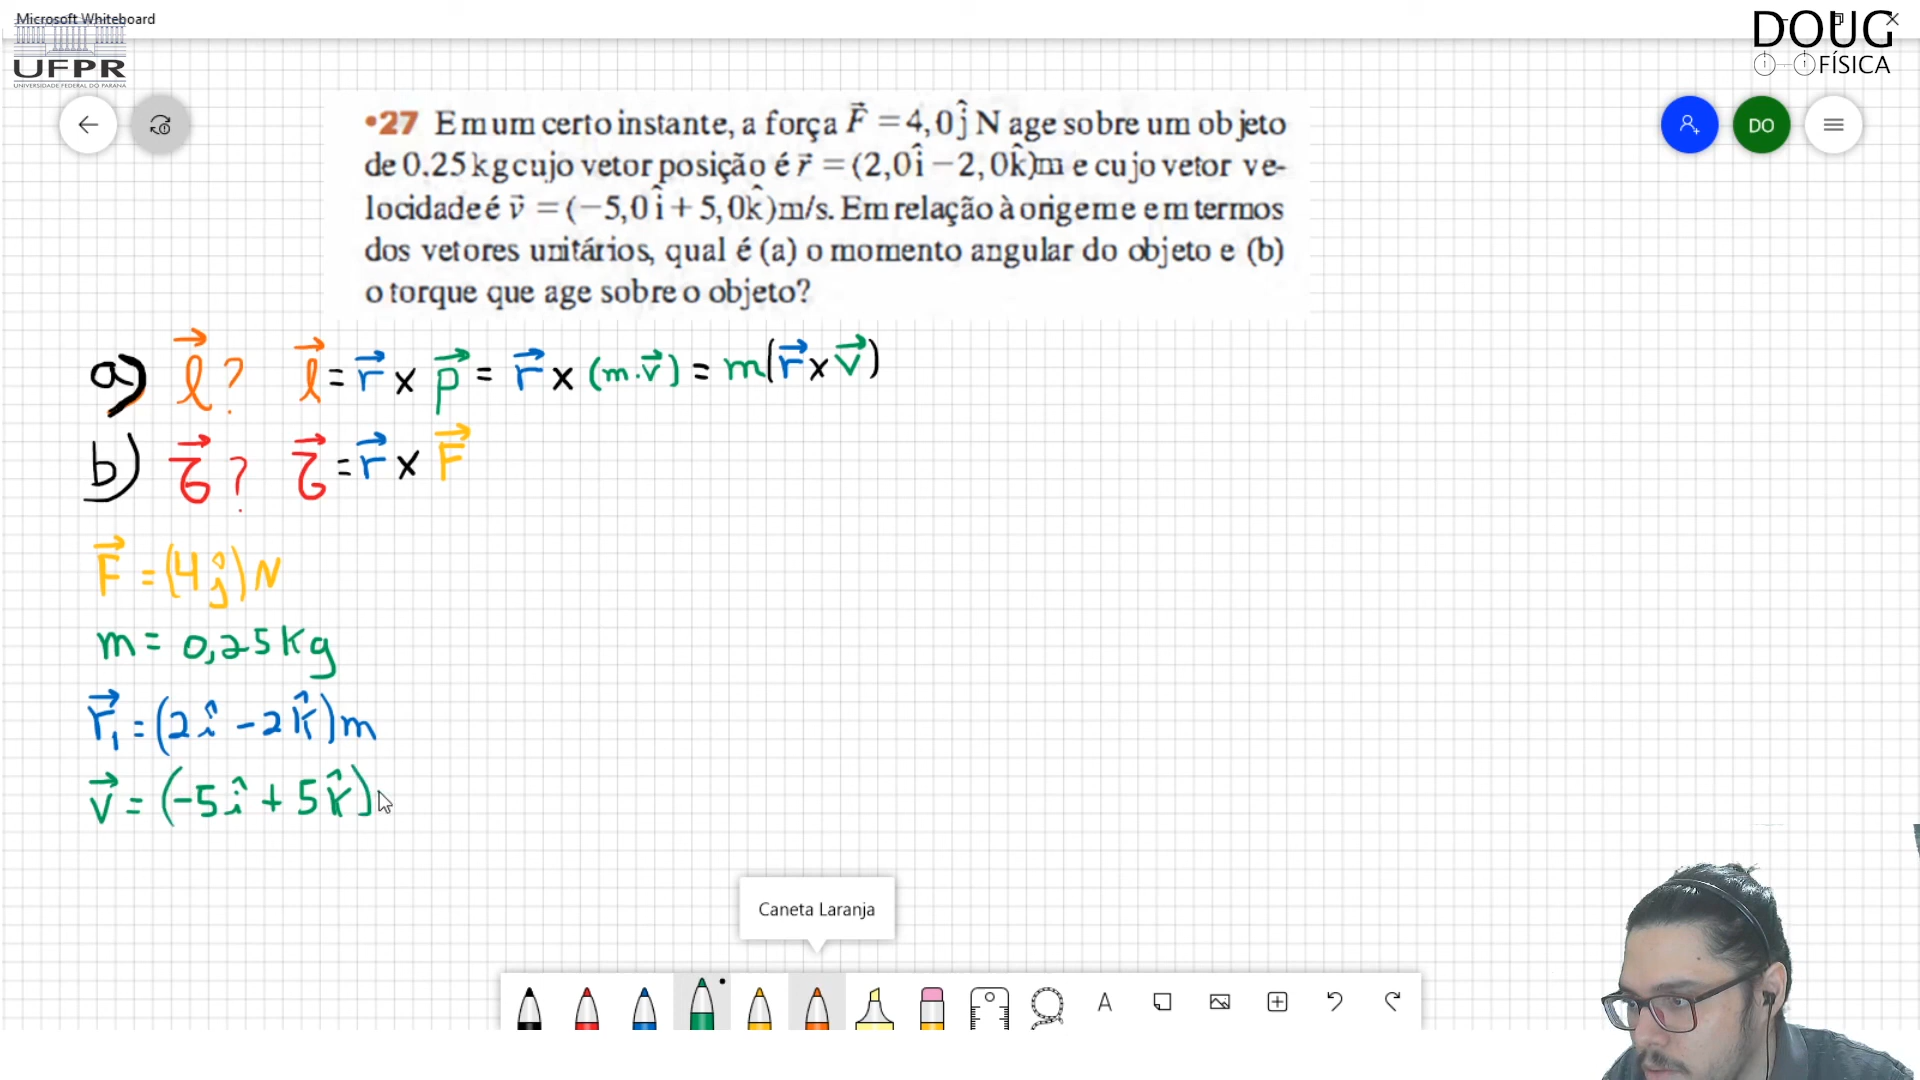 Microsoft Whiteboard
UFPR
UNIVERSIDADE FEDERAL DO PARANÁ
DOUG
FÍSICA
DO
•27 Em um certo instante, a força F⃗ = 4,0ĵ N age sobre um objeto
de 0,25 kg cujo vetor posição é r⃗ = (2,0î − 2,0k̂)m e cujo vetor ve-
locidade é v⃗ = (−5,0î + 5,0k̂)m/s. Em relação à origem e em termos
dos vetores unitários, qual é (a) o momento angular do objeto e (b)
o torque que age sobre o objeto?
a) l⃗? l⃗ = r⃗ x p⃗ = r⃗ x (m.v⃗) = m(r⃗ x v⃗)
b) τ⃗? τ⃗ = r⃗ x F⃗
F⃗ = (4ĵ)N
m = 0,25Kg
r⃗₁ = (2î - 2k̂)m
v⃗ = (-5î + 5k̂)
Caneta Laranja
A